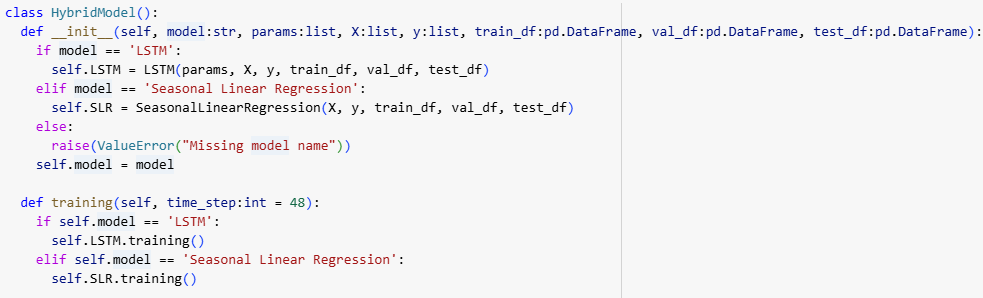 class HybridModel():
  def __init__(self, model:str, params:list, X:list, y:list, train_df:pd.DataFrame, val_df:pd.DataFrame, test_df:pd.DataFrame):
    if model == 'LSTM':
      self.LSTM = LSTM(params, X, y, train_df, val_df, test_df)
    elif model == 'Seasonal Linear Regression':
      self.SLR = SeasonalLinearRegression(X, y, train_df, val_df, test_df)
    else:
      raise(ValueError("Missing model name"))
    self.model = model

  def training(self, time_step:int = 48):
    if self.model == 'LSTM':
      self.LSTM.training()
    elif self.model == 'Seasonal Linear Regression':
      self.SLR.training()